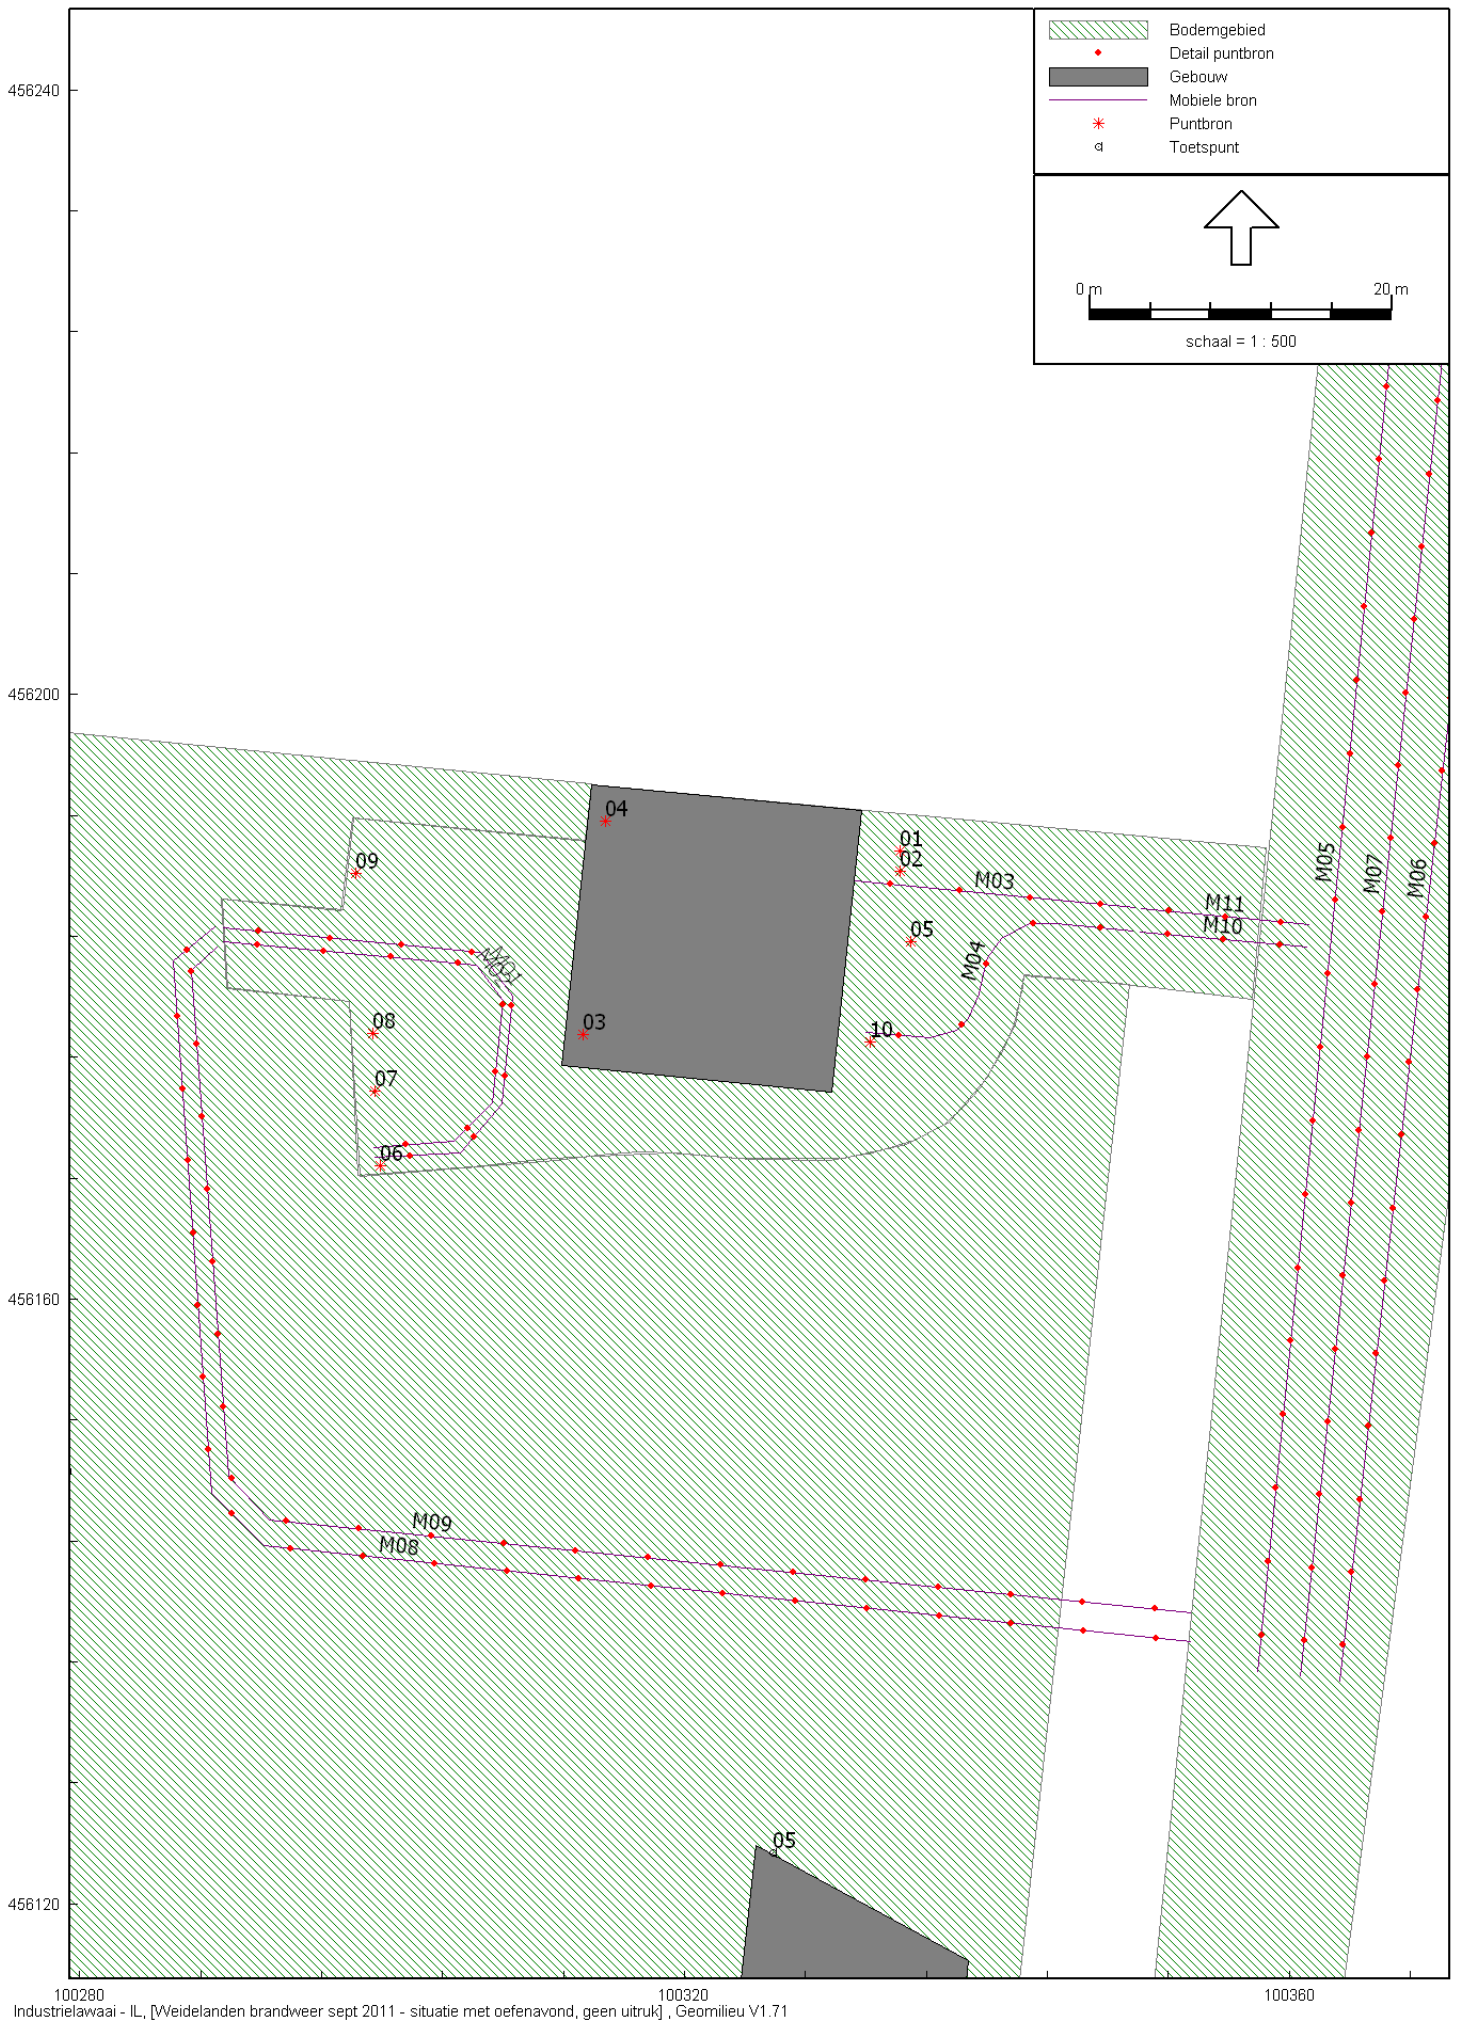 Bodemgebied
Detail puntbron
Gebouw
Mobiele bron
Puntbron
Toetspunt
0 m
20 m
schaal = 1 : 500
456240
456200
456160
456120
04
01
02
09
M03
M11
M10
05
M04
M01
M02
08
03
10
07
06
M05
M07
M06
M09
M08
05
100280
100320
100360
Industrielawaai - IL, [Weidelanden brandweer sept 2011 - situatie met oefenavond, geen uitruk] , Geomilieu V1.71